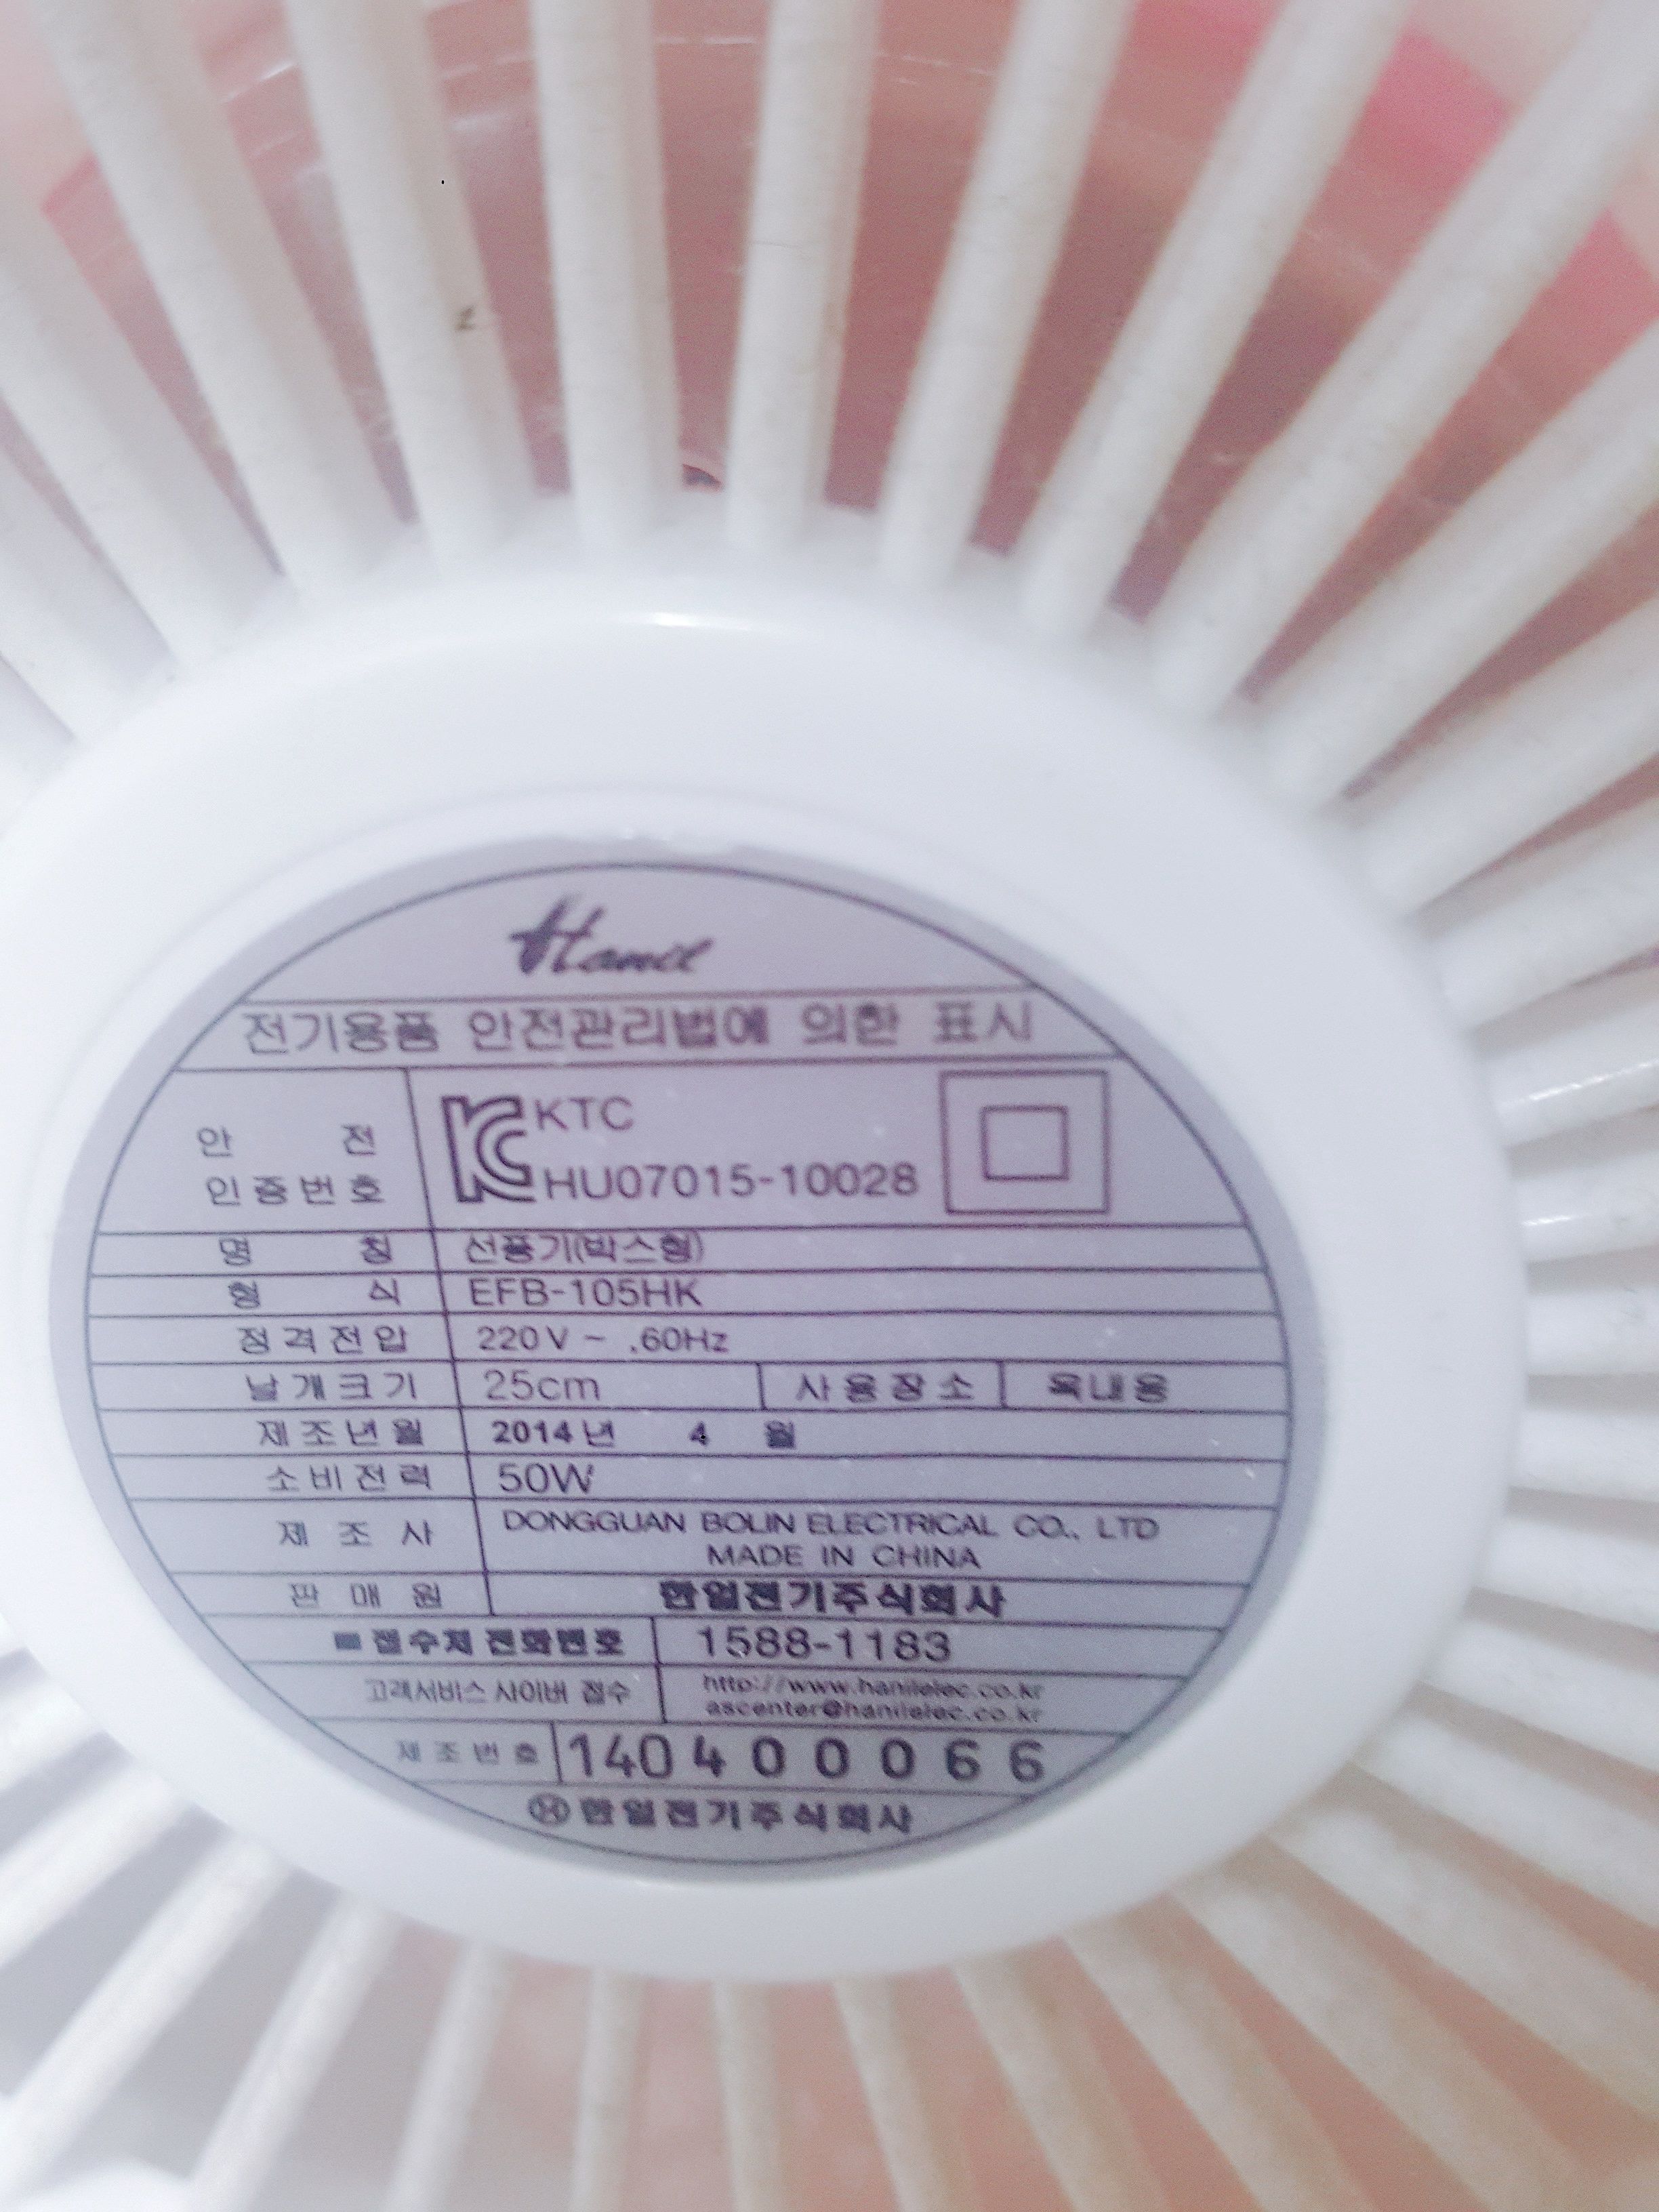 Hanil
전기용품 안전관리법에 의한 표시
안 전
인증번호
KTC
HU07015-10028
명 칭 선풍기(박스형)
형 식 EFB-105HK
정격전압 220V ~ .60Hz
날개크기 25cm 사용장소 옥내용
제조년월 2014년 4 월
소비전력 50W
제 조 사 DONGGUAN BOLIN ELECTRICAL CO., LTD
MADE IN CHINA
판 매 원 한일전기주식회사
접수처 전화번호 1588-1183
고객서비스 사이버 접수 http://www.hanilelec.co.kr
ascenter@hanilelec.co.kr
제조번호 140400066
한일전기주식회사